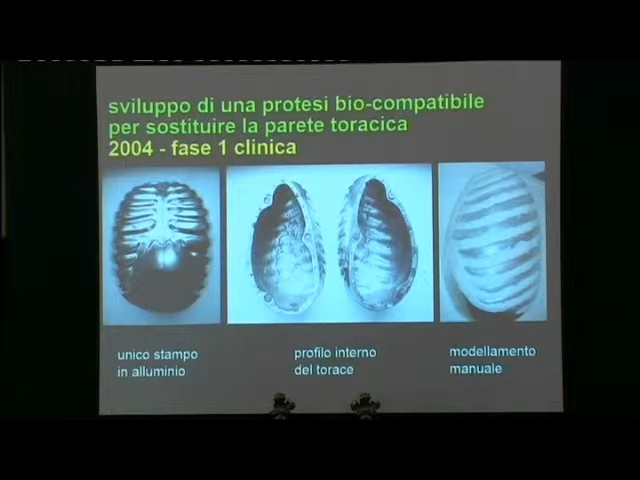 sviluppo di una protesi bio-compatibile
per sostituire la parete toracica
2004 - fase 1 clinica
unico stampo
in alluminio
profilo interno
del torace
modellamento
manuale